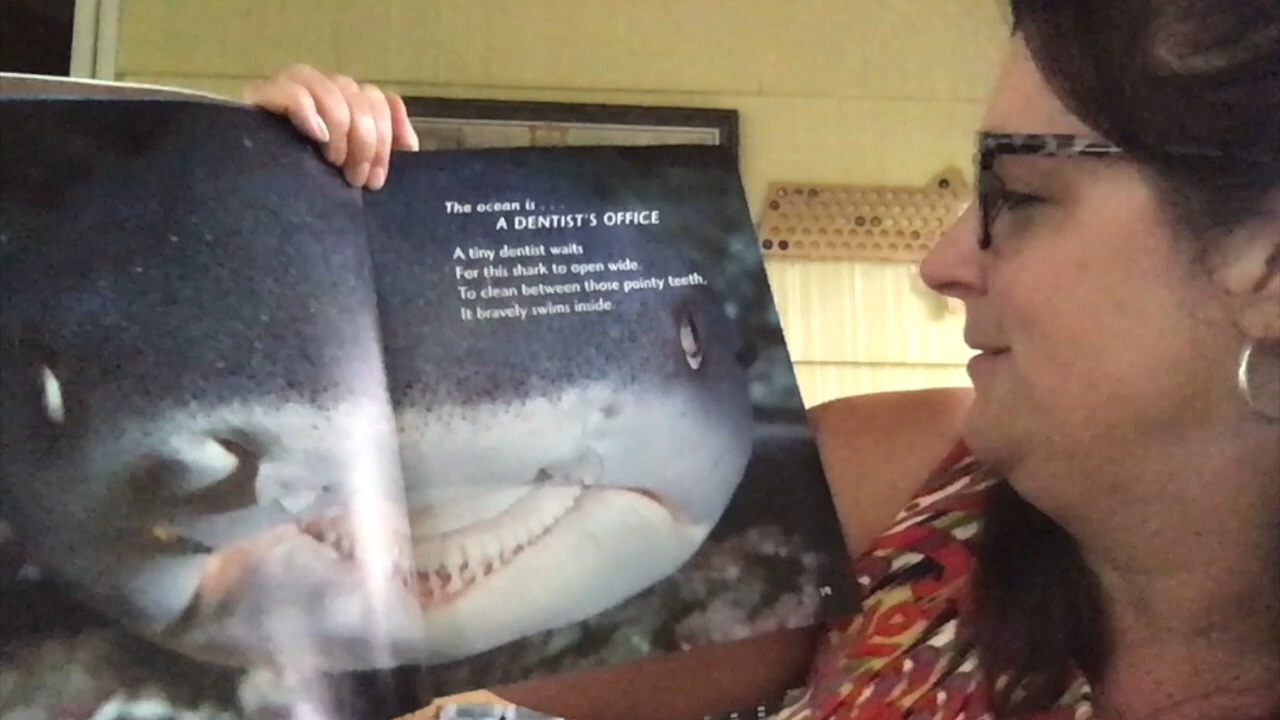 The ocean is . . .
A DENTIST'S OFFICE
A tiny dentist waits
For this shark to open wide.
To clean between those pointy teeth,
It bravely swims inside.